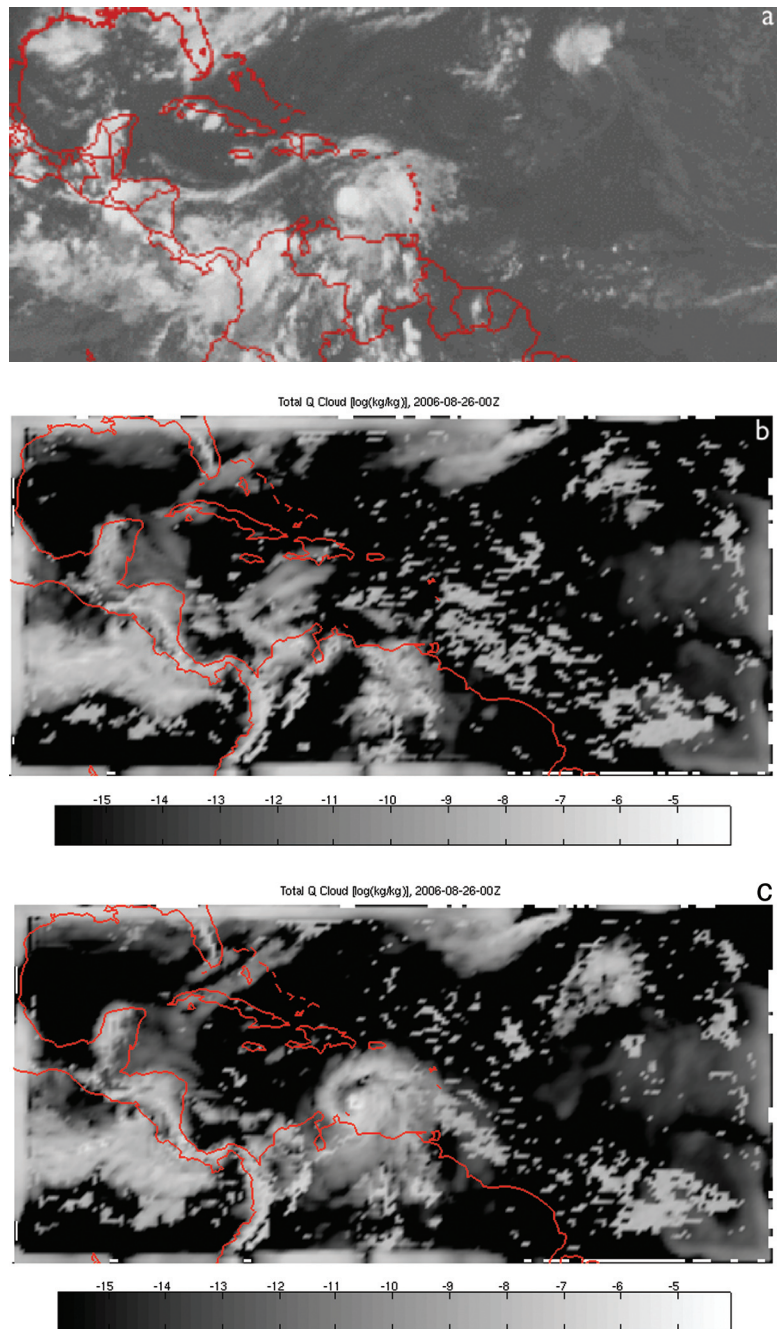 a
Total Q Cloud [log(kg/kg)], 2006-08-26-00Z
b
-15 -14 -13 -12 -11 -10 -9 -8 -7 -6 -5
Total Q Cloud [log(kg/kg)], 2006-08-26-00Z
c
-15 -14 -13 -12 -11 -10 -9 -8 -7 -6 -5